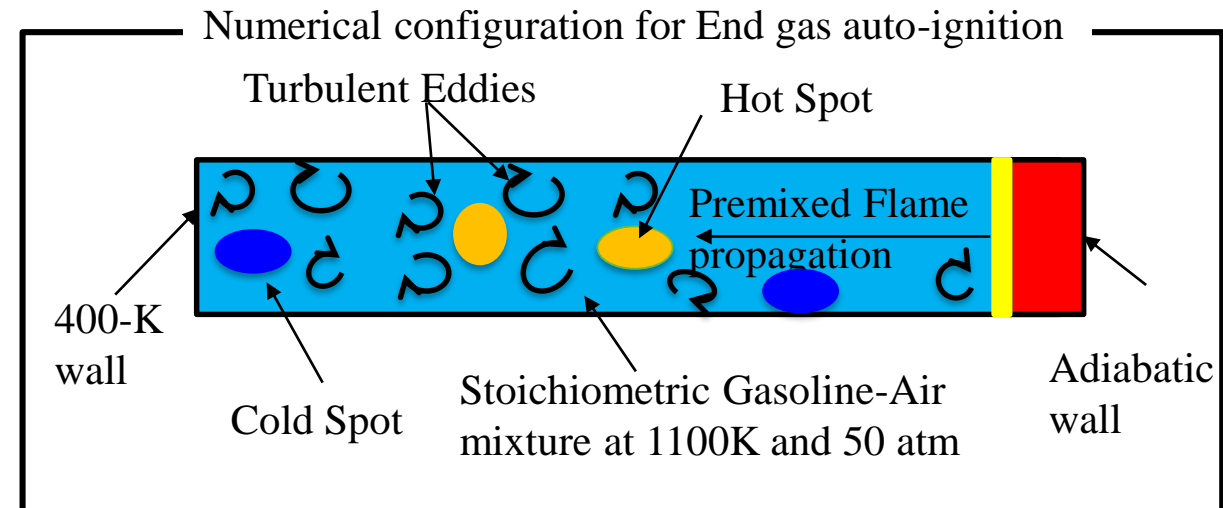 Numerical configuration for End gas auto-ignition
Turbulent Eddies
Hot Spot
Premixed Flame
propagation
400-K
wall
Cold Spot
Stoichiometric Gasoline-Air
mixture at 1100K and 50 atm
Adiabatic
wall